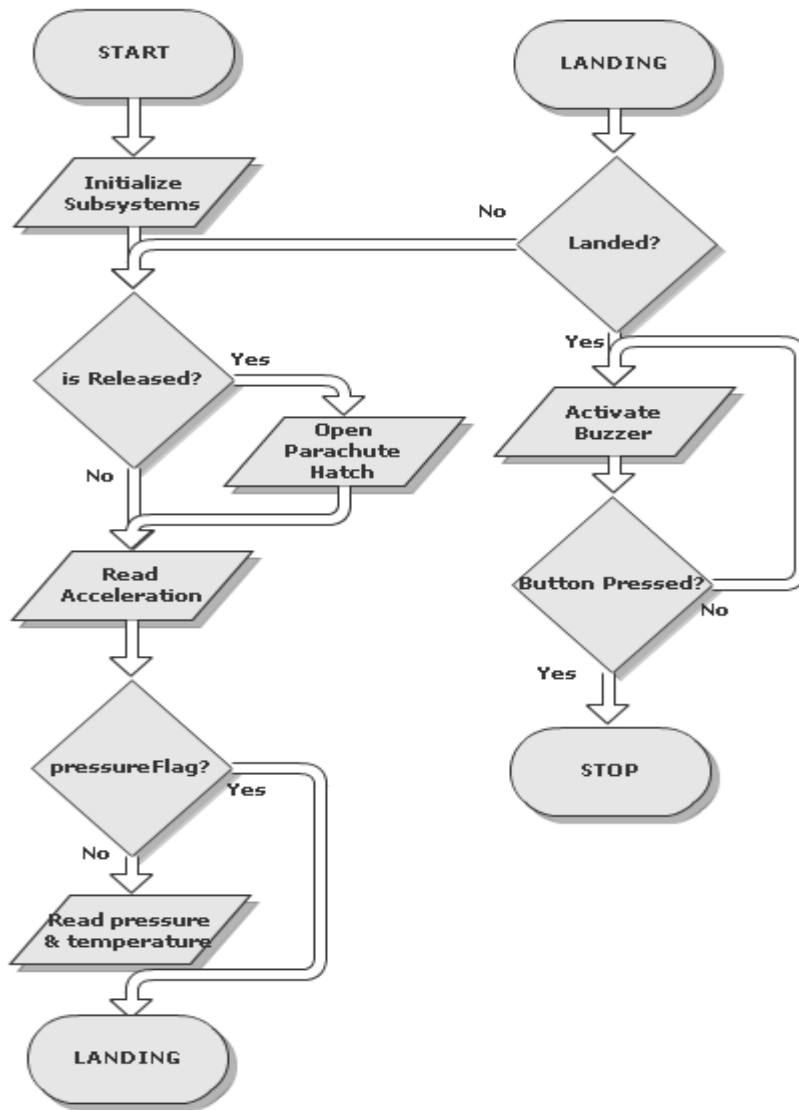 START
Initialize
Subsystems
is Released?
Yes
Open
Parachute
Hatch
No
Read
Acceleration
pressureFlag?
Yes
No
Read pressure
& temperature
LANDING
LANDING
No
Landed?
Yes
Activate
Buzzer
Button Pressed?
No
Yes
STOP